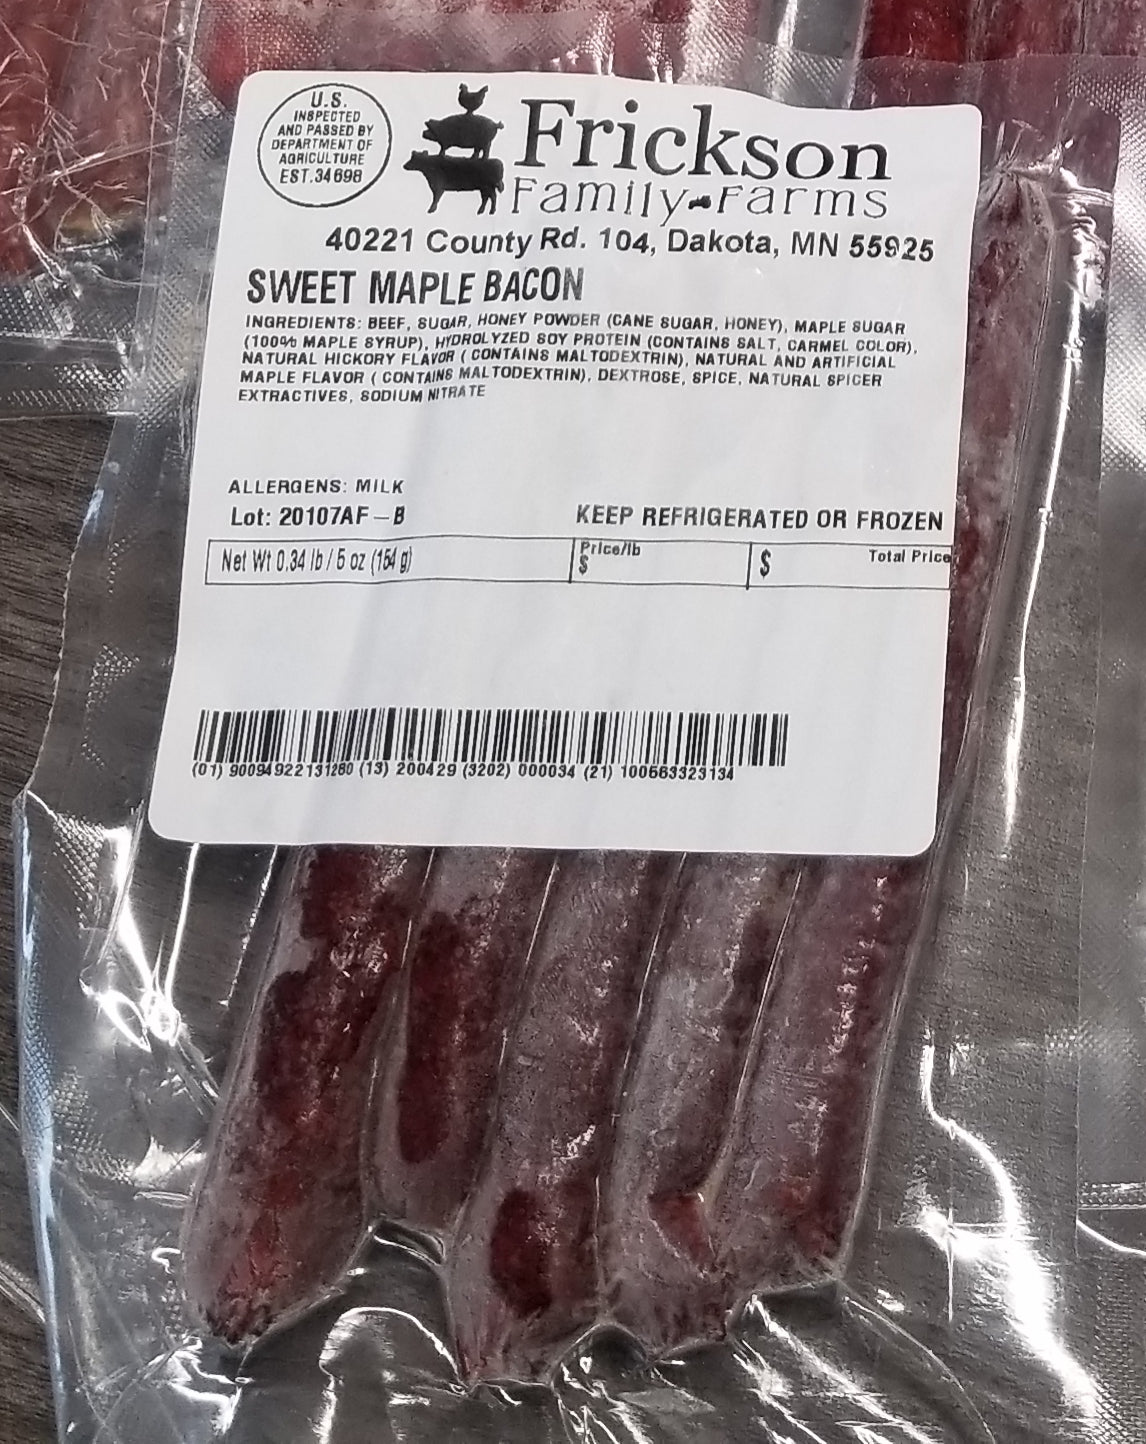 U.S.
INSPECTED
AND PASSED BY
DEPARTMENT OF
AGRICULTURE
EST.34698
Frickson
Family-Farms
40221 County Rd. 104, Dakota, MN 55925
SWEET MAPLE BACON
INGREDIENTS: BEEF, SUGAR, HONEY POWDER (CANE SUGAR, HONEY), MAPLE SUGAR
(100% MAPLE SYRUP), HYDROLYZED SOY PROTEIN (CONTAINS SALT, CARMEL COLOR),
NATURAL HICKORY FLAVOR ( CONTAINS MALTODEXTRIN), NATURAL AND ARTIFICIAL
MAPLE FLAVOR ( CONTAINS MALTODEXTRIN), DEXTROSE, SPICE, NATURAL SPICER
EXTRACTIVES, SODIUM NITRATE
ALLERGENS: MILK
Lot: 20107AF-B
KEEP REFRIGERATED OR FROZEN
Net Wt 0.34 lb / 5 oz (154 g)
Price/lb
$
$ Total Price
(01) 90094922131280 (13) 200429 (3202) 000034 (21) 100563323134